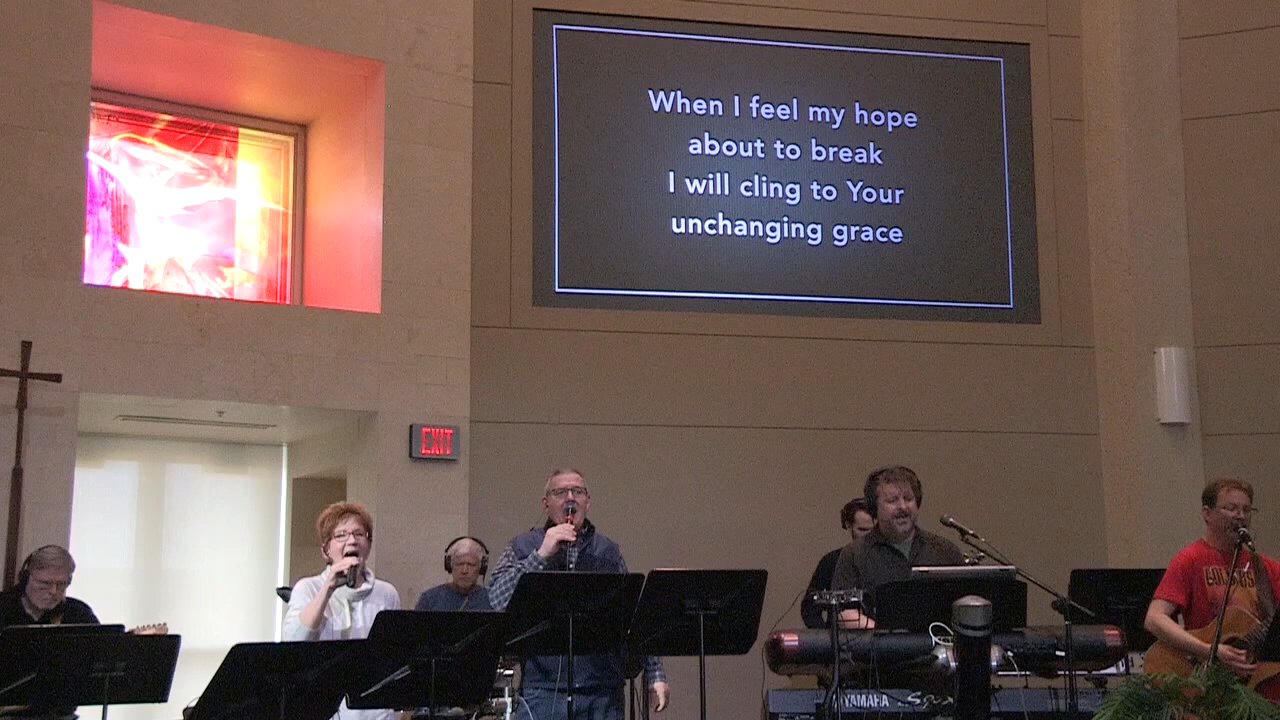 When I feel my hope
about to break
I will cling to Your
unchanging grace
EXIT
YAMAHA